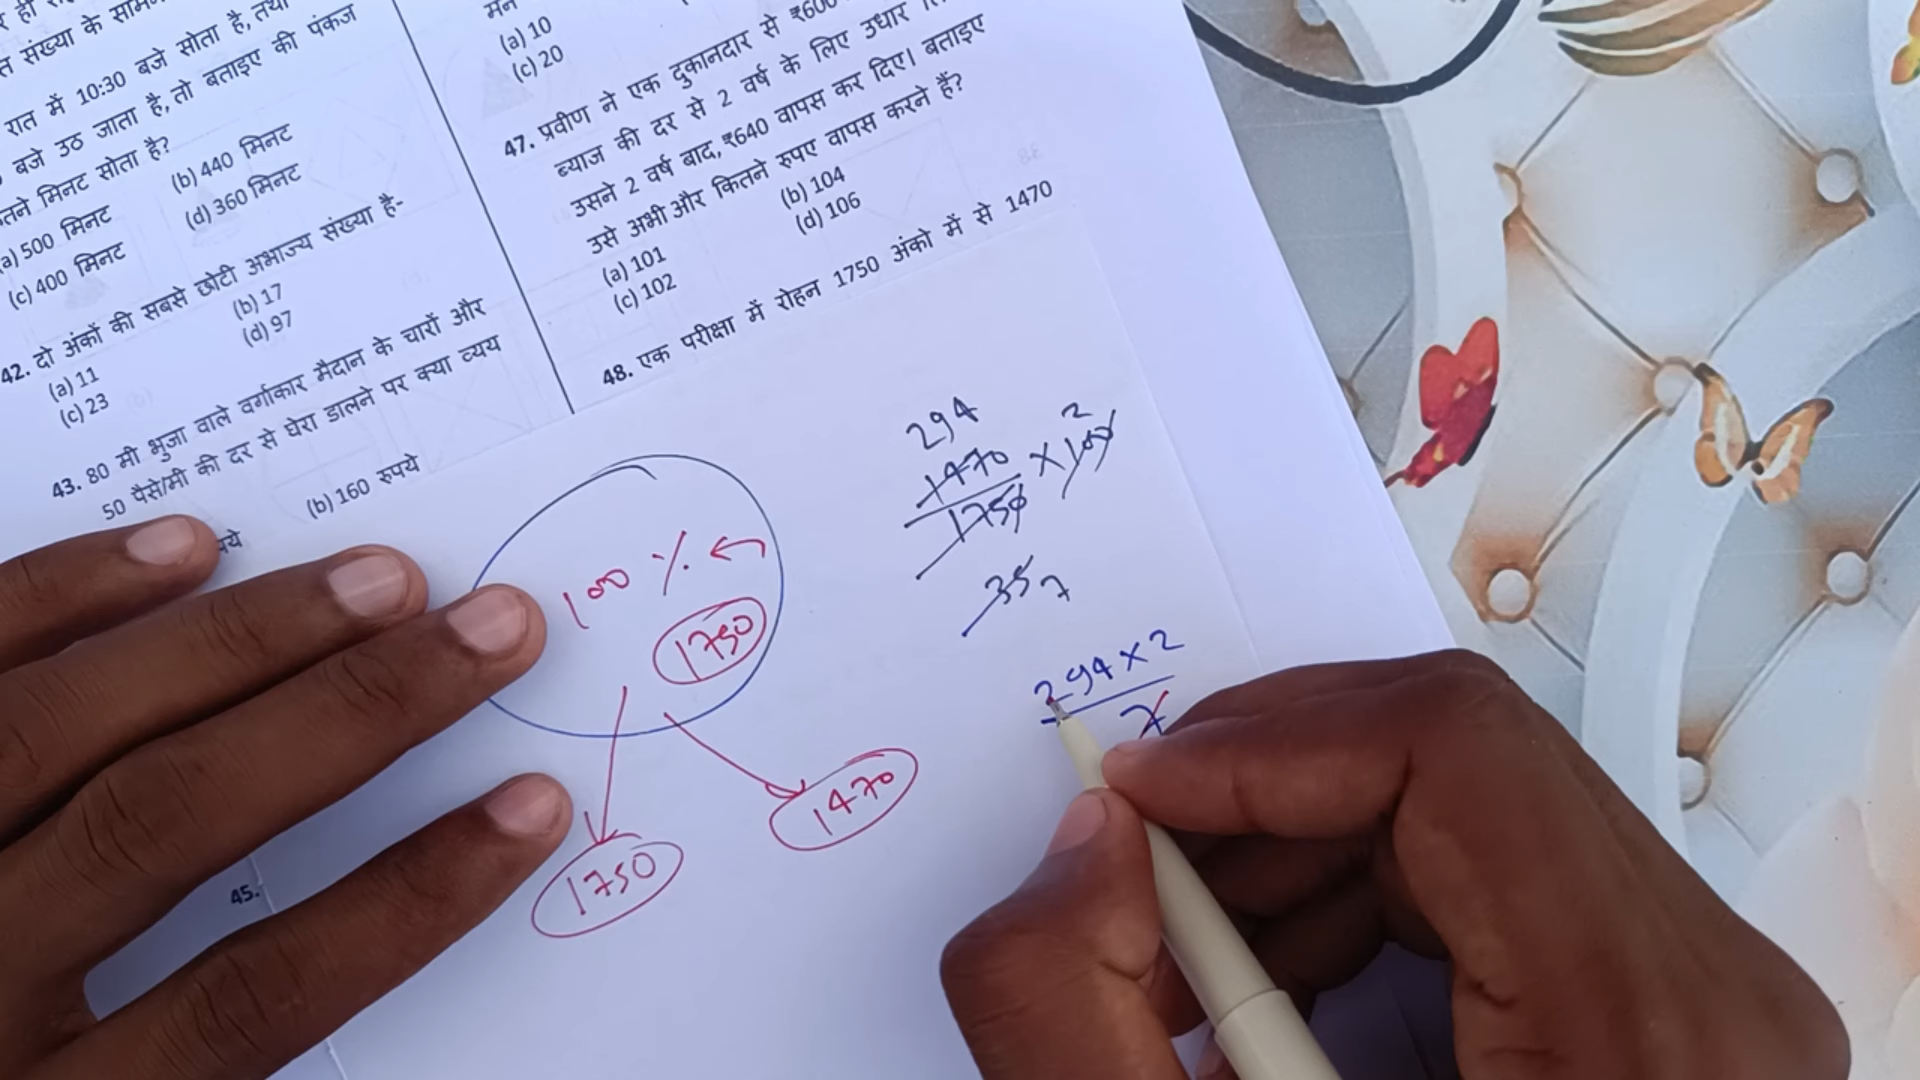 त संख्या के
रात में 10:30 बजे सोता है, तथा
बजे उठ जाता है, तो बताइए की पंकज
तने मिनट सोता है?
(a) 500 मिनट
(b) 440 मिनट
(c) 400 मिनट
(d) 360 मिनट
42. दो अंकों की सबसे छोटी अभाज्य संख्या है-
(a) 11
(b) 17
(c) 23
(d) 97
43. 80 मी भुजा वाले वर्गाकार मैदान के चारों और
50 पैसे/मी की दर से घेरा डालने पर क्या व्यय
(b) 160 रुपये
45.
(a) 10
(c) 20
47. प्रवीण ने एक दुकानदार से ₹600
ब्याज की दर से 2 वर्ष के लिए उधार
उसने 2 वर्ष बाद, ₹640 वापस कर दिए। बताइए
उसे अभी और कितने रुपए वापस करने हैं?
(a) 101
(b) 104
(c) 102
(d) 106
48. एक परीक्षा में रोहन 1750 अंको में से 1470
294
1470 × 100 2
1750
35 7
294 × 2
7
100 %
1750
1750
1470